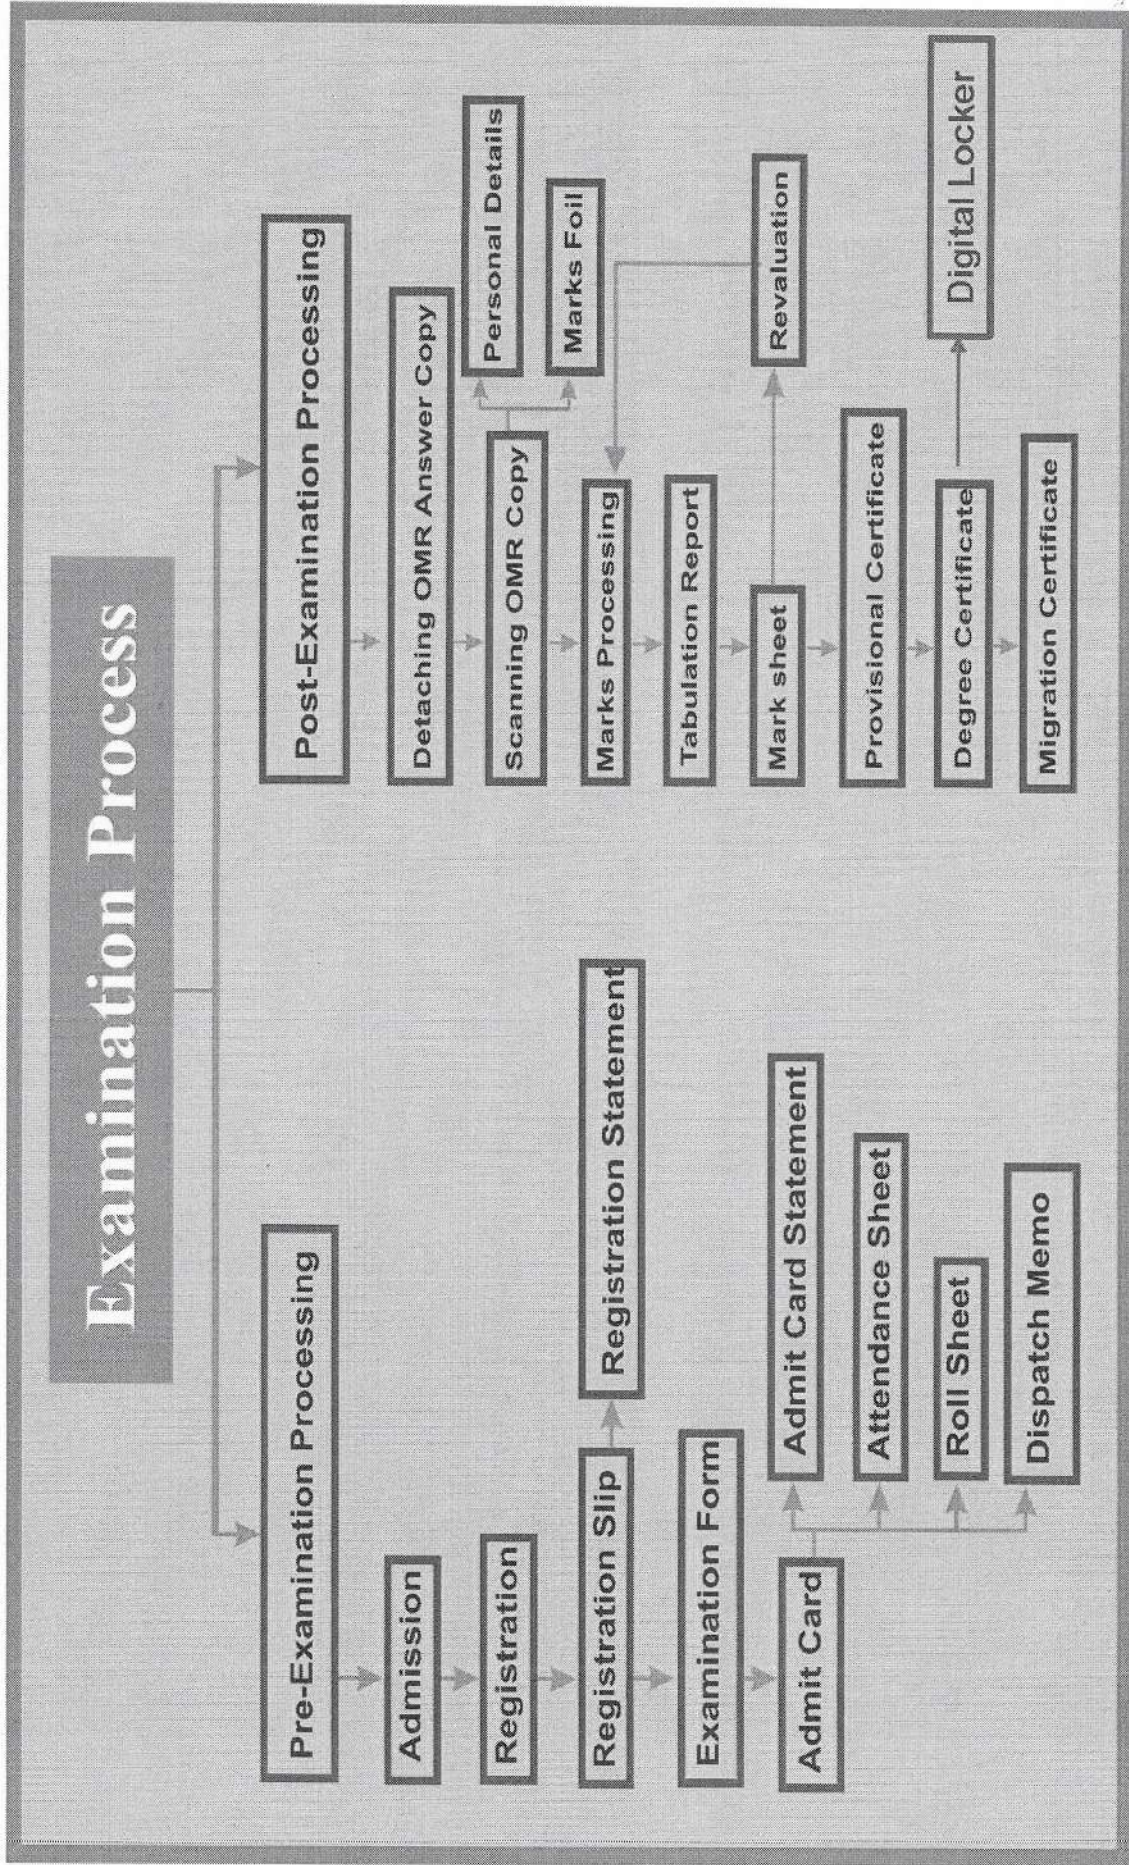 Examination Process
Pre-Examination Processing
Admission
Registration
Registration Slip
Registration Statement
Examination Form
Admit Card
Admit Card Statement
Attendance Sheet
Roll Sheet
Dispatch Memo
Post-Examination Processing
Detaching OMR Answer Copy
Scanning OMR Copy
Personal Details
Marks Foil
Marks Processing
Tabulation Report
Mark sheet
Revaluation
Provisional Certificate
Degree Certificate
Digital Locker
Migration Certificate